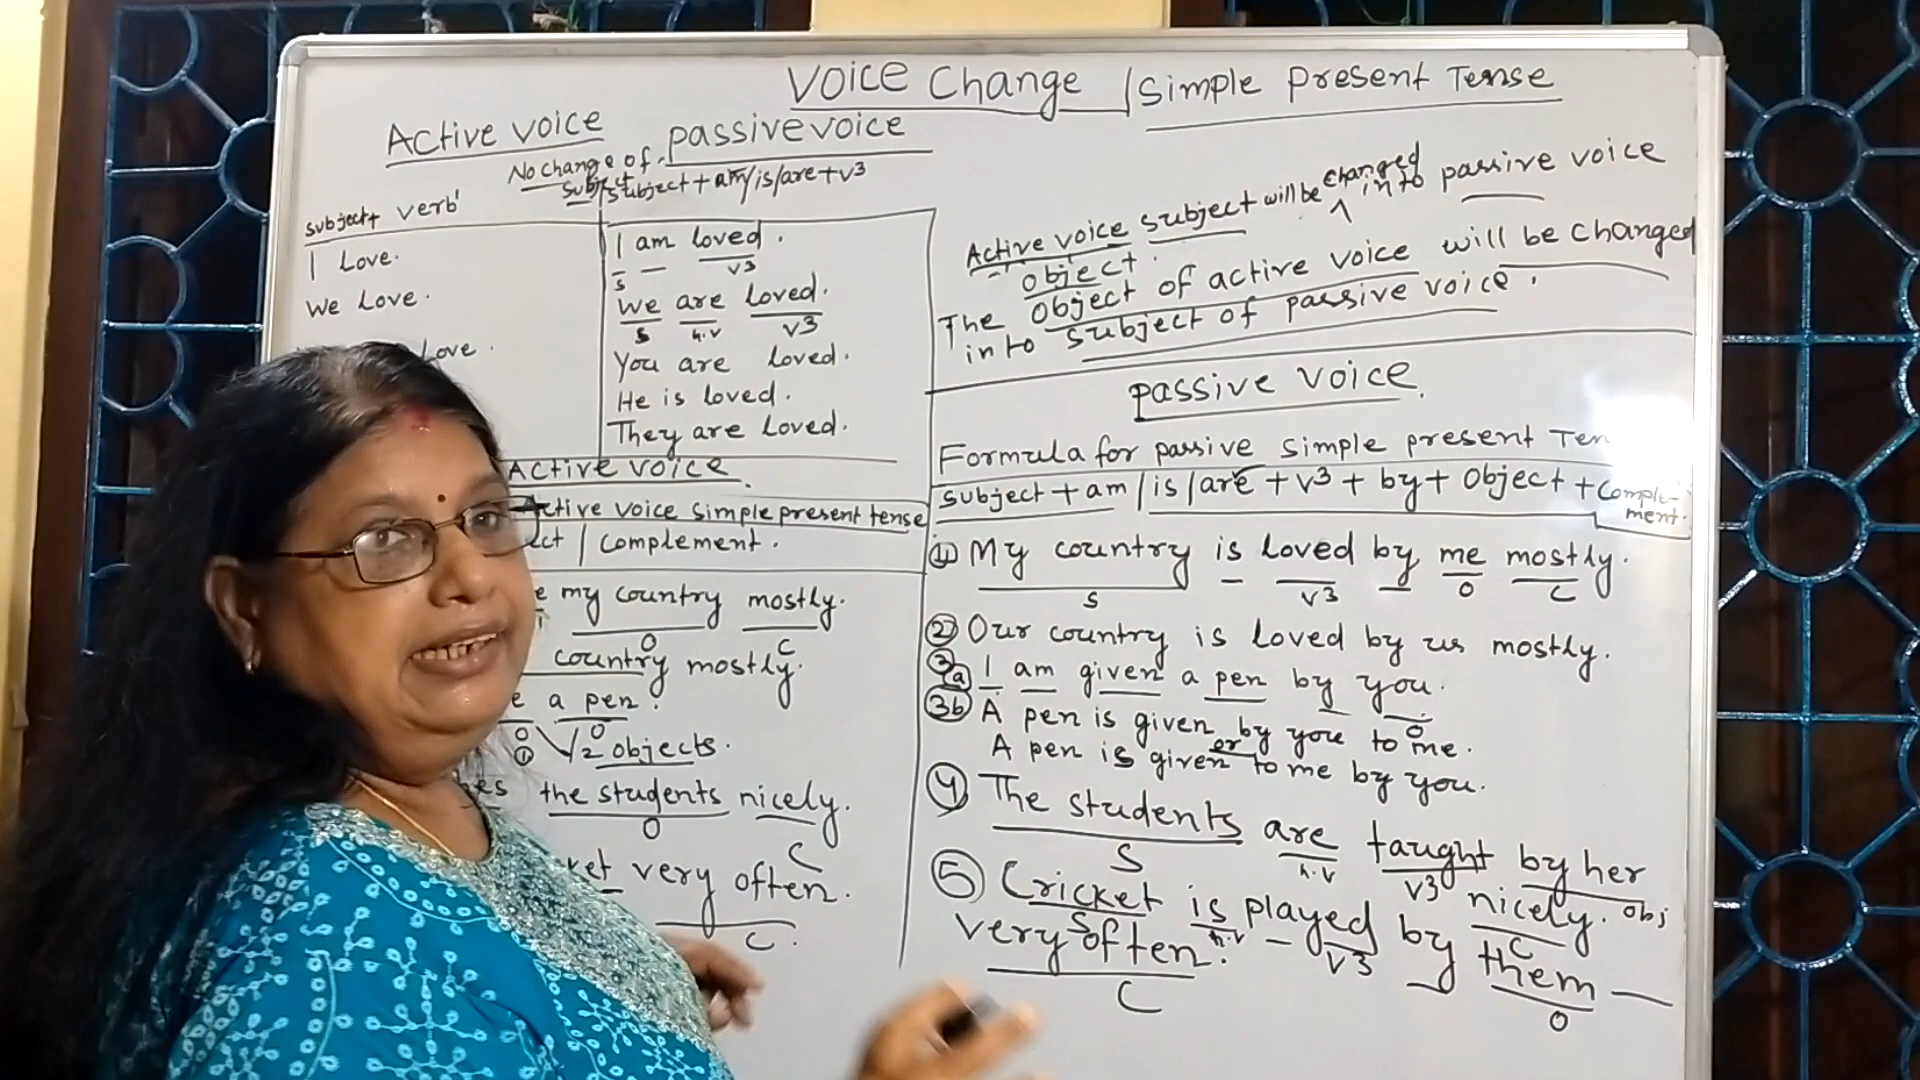 Voice Change / Simple Present Tense
Active voice
passive voice
No change of
subject
subject + am/is/are + v3
subject + verb¹
I Love.
We Love.
Love.
I am loved.
s v3
We are loved.
s h.v v3
You are loved.
He is loved.
They are loved.
Active voice subject will be changed into passive voice
object.
The object of active voice will be changed
into subject of passive voice.
Active voice
Active voice simple present tense
/ complement.
my country mostly.
O C
country mostly.
a pen.
O O
① 2 objects.
the students nicely.
O C
very often.
C.
Passive voice.
Formula for passive simple present
subject + am / is / are + v3 + by + object + comple-
ment.
① My country is loved by me mostly.
s v3 o c
② Our country is loved by us mostly.
3 a I am given a pen by you.
O
3b A pen is given by you to me.
or
A pen is given to me by you.
④ The students are taught by her
S h.v v3 obj
nicely.
C
⑤ Cricket is played by them
S h.v v3 O
very often.
C